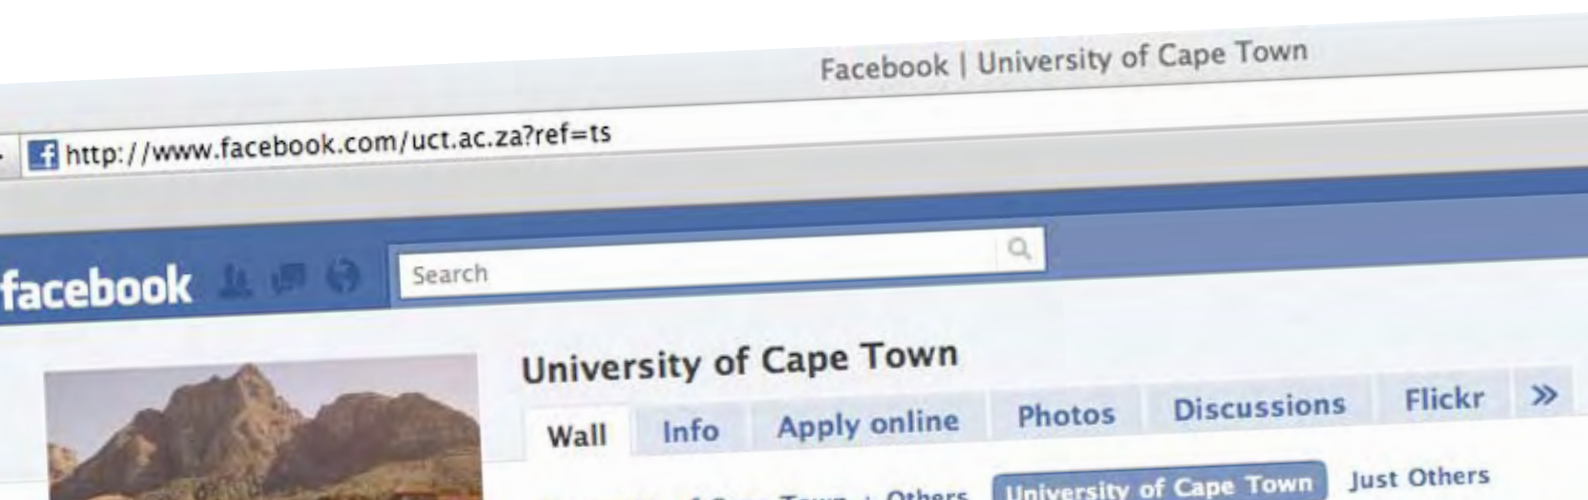 Facebook | University of Cape Town
http://www.facebook.com/uct.ac.za?ref=ts
facebook
Search
University of Cape Town
Wall Info Apply online Photos Discussions Flickr »
Others University of Cape Town Just Others